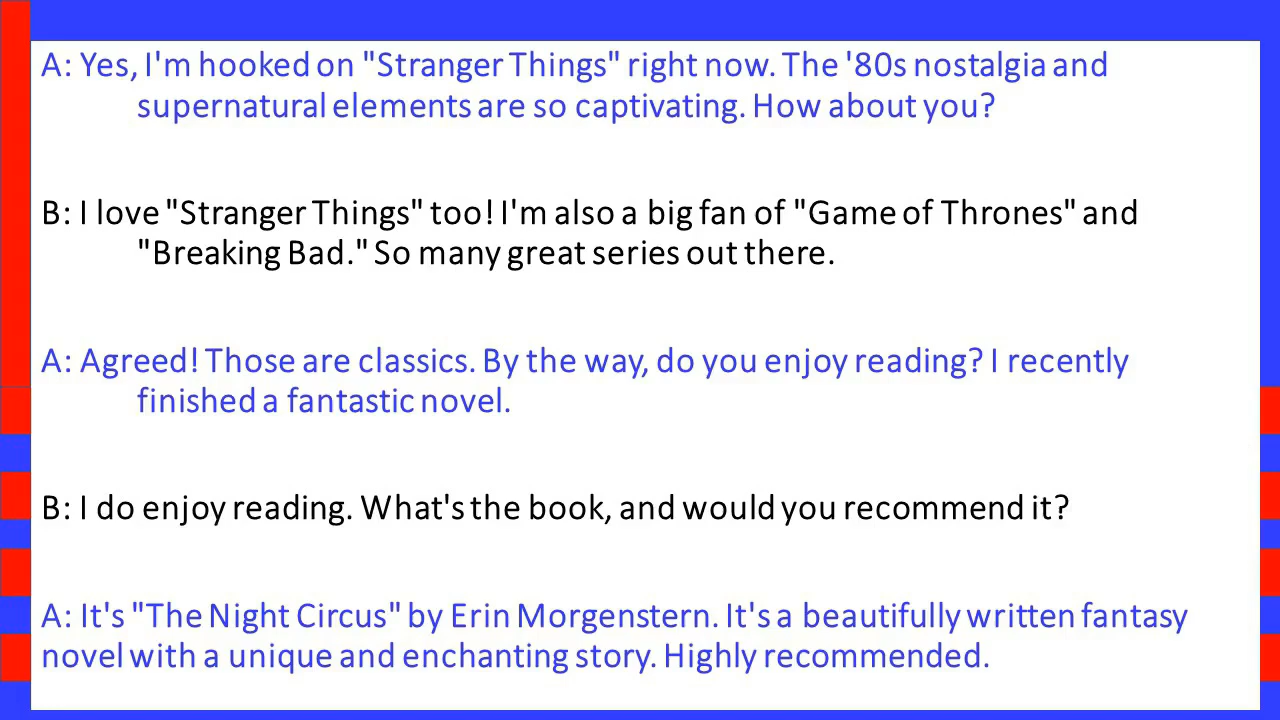 A: Yes, I'm hooked on "Stranger Things" right now. The '80s nostalgia and
supernatural elements are so captivating. How about you?
B: I love "Stranger Things" too! I'm also a big fan of "Game of Thrones" and
"Breaking Bad." So many great series out there.
A: Agreed! Those are classics. By the way, do you enjoy reading? I recently
finished a fantastic novel.
B: I do enjoy reading. What's the book, and would you recommend it?
A: It's "The Night Circus" by Erin Morgenstern. It's a beautifully written fantasy
novel with a unique and enchanting story. Highly recommended.